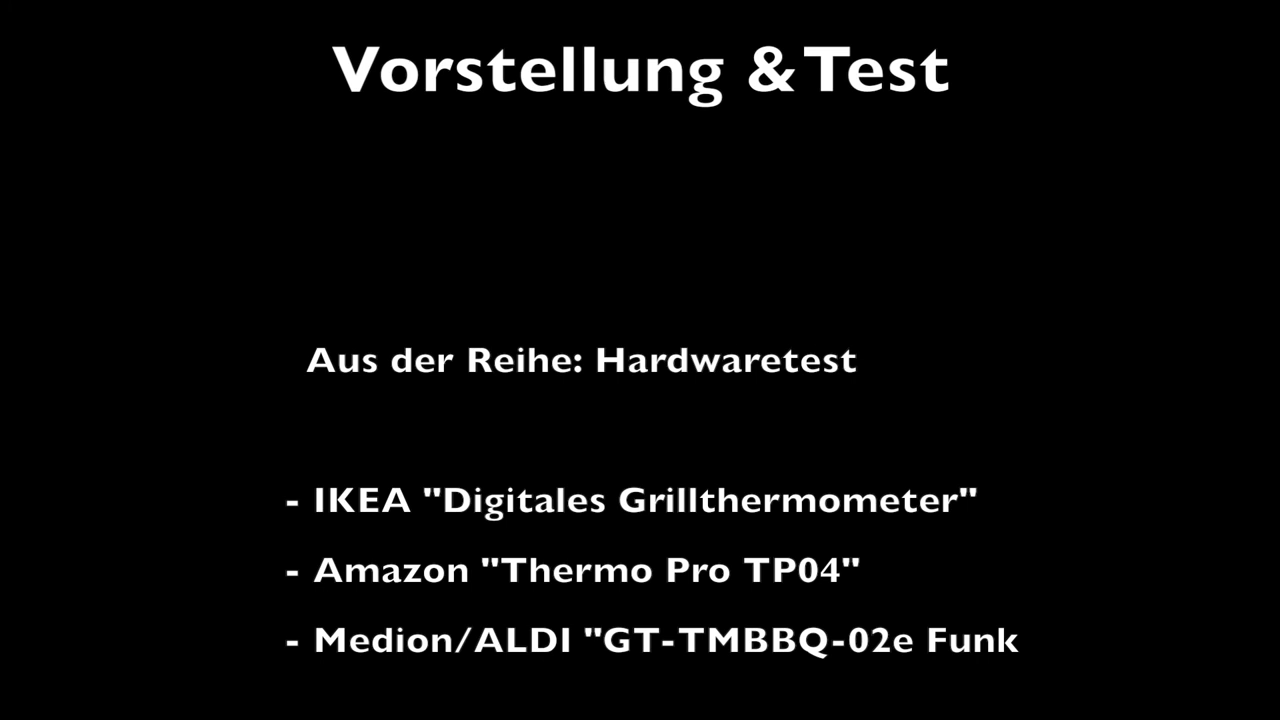 Vorstellung & Test
Aus der Reihe: Hardwaretest
- IKEA "Digitales Grillthermometer"
- Amazon "Thermo Pro TP04"
- Medion/ALDI "GT-TMBBQ-02e Funk